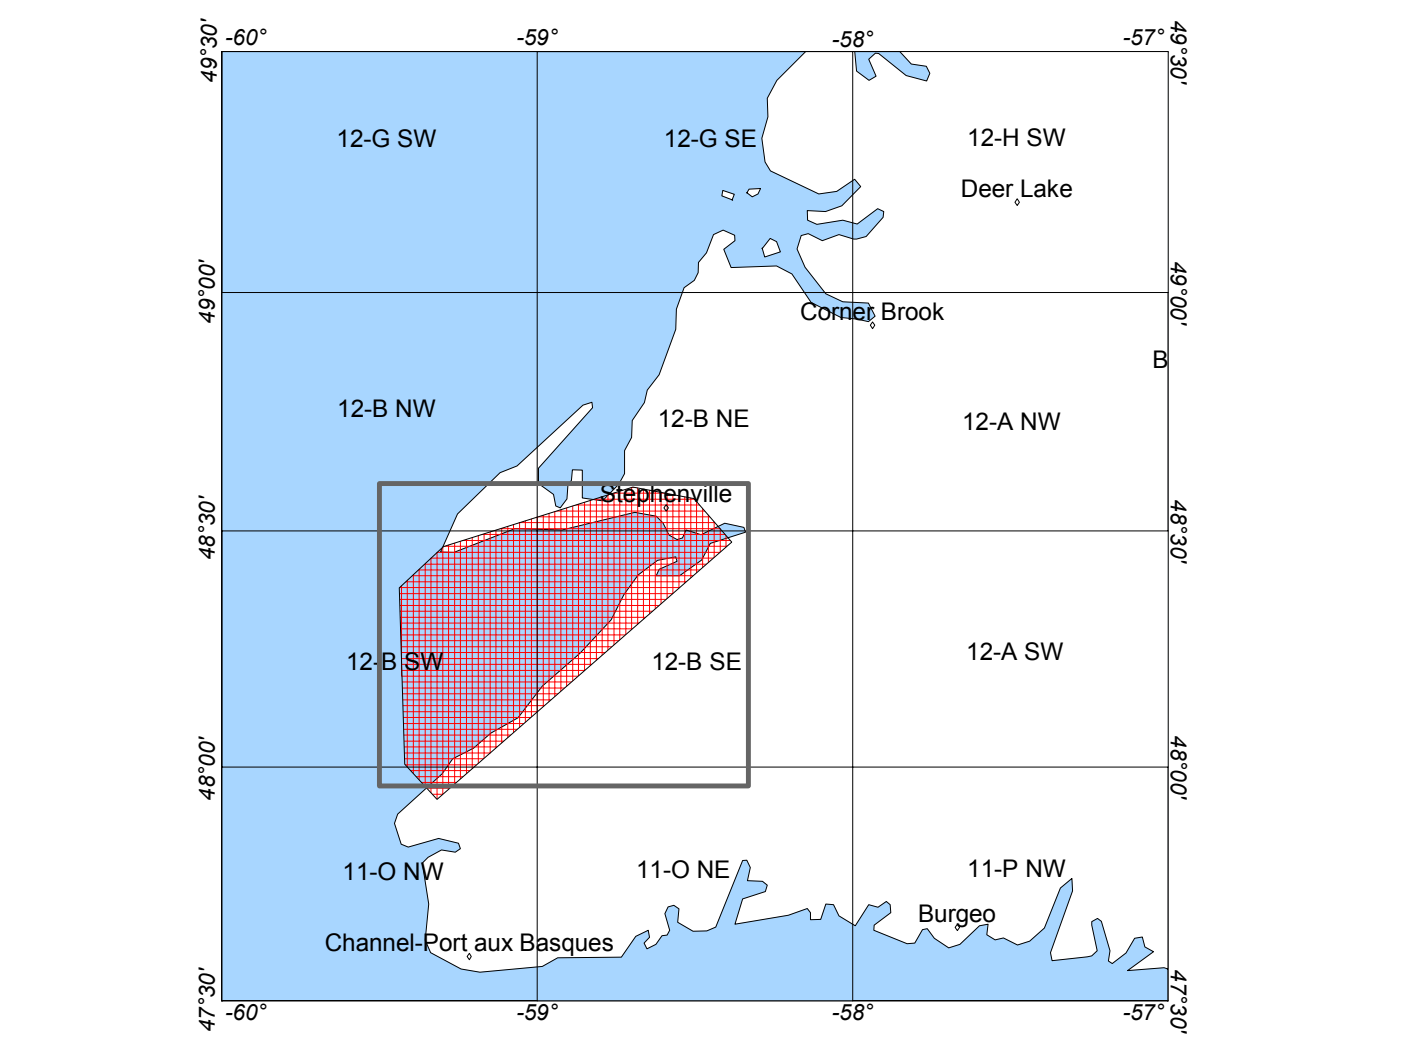 -60° -59° -58° -57°
49°30' 49°30'
12-G SW 12-G SE 12-H SW
Deer Lake
49°00' 49°00'
Corner Brook
B
12-B NW 12-B NE 12-A NW
Stephenville
48°30' 48°30'
12-B SW 12-B SE 12-A SW
48°00' 48°00'
11-O NW 11-O NE 11-P NW
Burgeo
Channel-Port aux Basques
47°30' 47°30'
-60° -59° -58° -57°